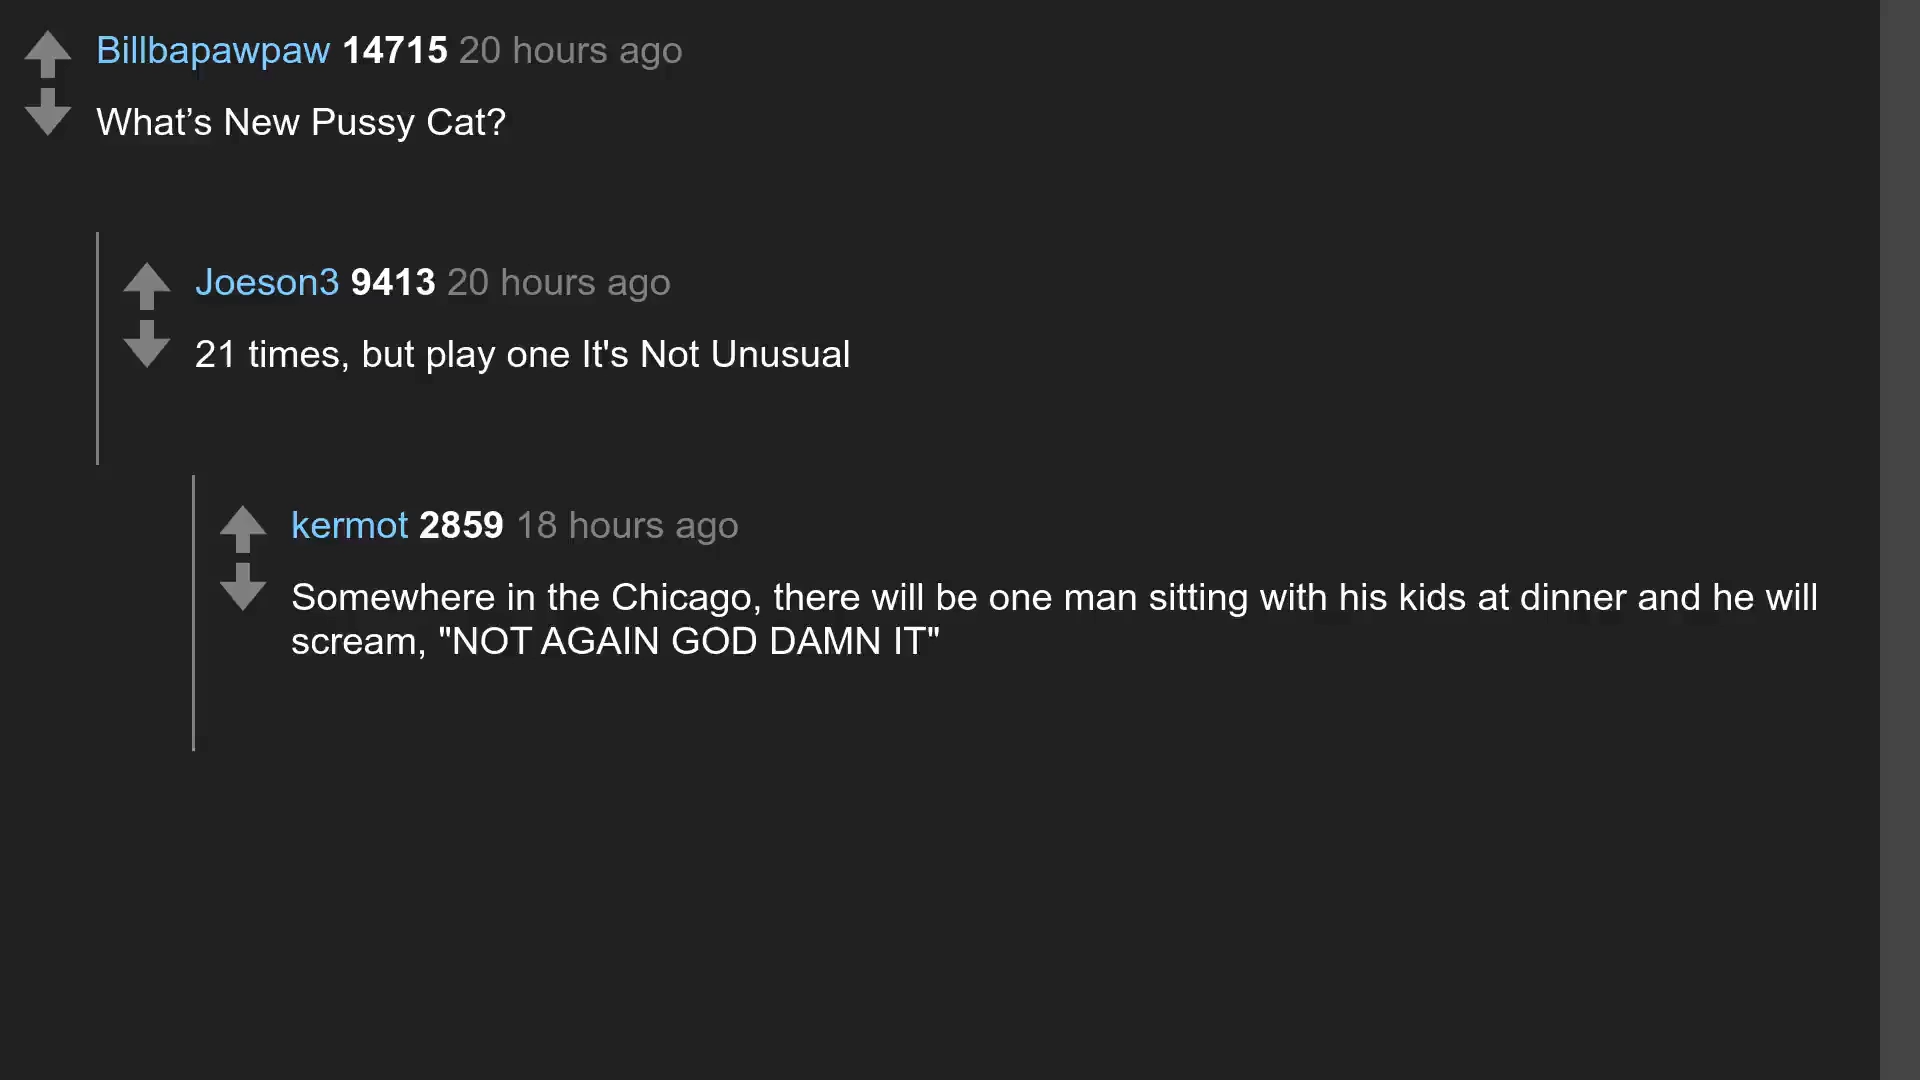 Billbapawpaw 14715 20 hours ago
What’s New Pussy Cat?
Joeson3 9413 20 hours ago
21 times, but play one It's Not Unusual
kermot 2859 18 hours ago
Somewhere in the Chicago, there will be one man sitting with his kids at dinner and he will
scream, "NOT AGAIN GOD DAMN IT"